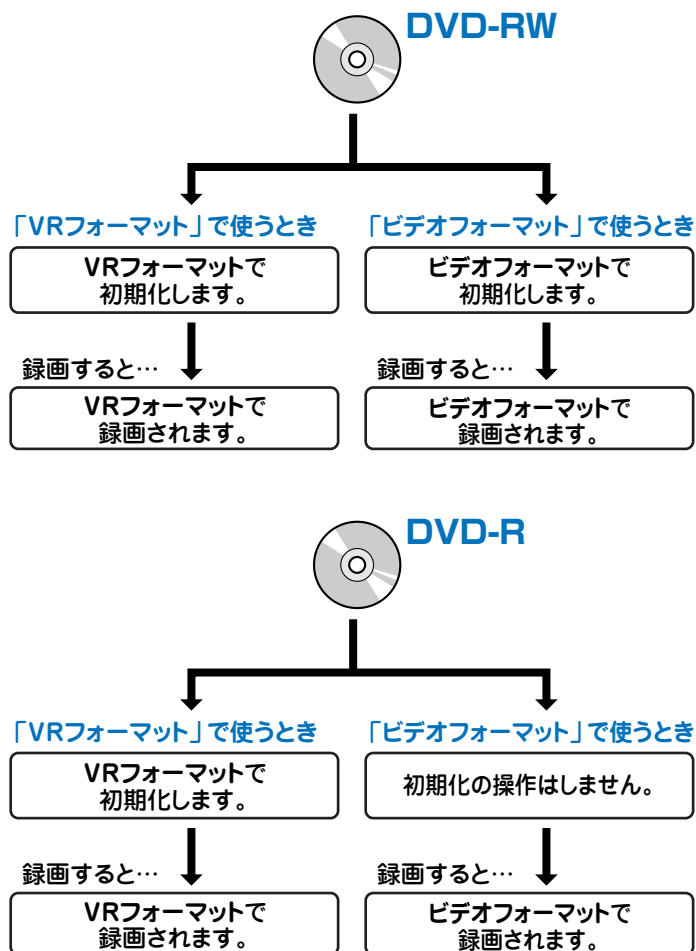 DVD-RW
「VRフォーマット」で使うとき
VRフォーマットで
初期化します。
録画すると…
VRフォーマットで
録画されます。
「ビデオフォーマット」で使うとき
ビデオフォーマットで
初期化します。
録画すると…
ビデオフォーマットで
録画されます。
DVD-R
「VRフォーマット」で使うとき
VRフォーマットで
初期化します。
録画すると…
VRフォーマットで
録画されます。
「ビデオフォーマット」で使うとき
初期化の操作はしません。
録画すると…
ビデオフォーマットで
録画されます。